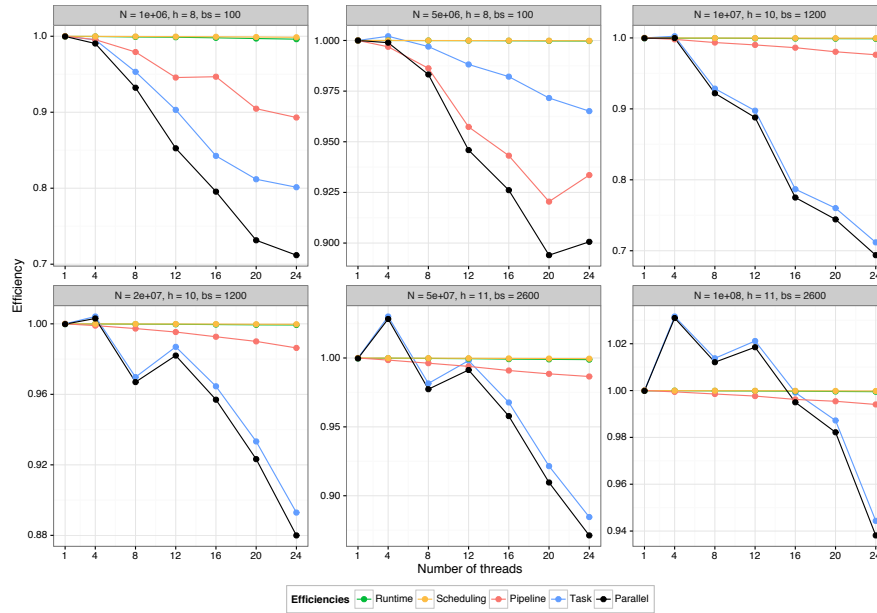 N = 1e+06, h = 8, bs = 100
N = 5e+06, h = 8, bs = 100
N = 1e+07, h = 10, bs = 1200
1.0
0.9
0.8
0.7
1.000
0.975
0.950
0.925
0.900
1.0
0.9
0.8
0.7
1 4 8 12 16 20 24
1 4 8 12 16 20 24
1 4 8 12 16 20 24
Efficiency
N = 2e+07, h = 10, bs = 1200
N = 5e+07, h = 11, bs = 2600
N = 1e+08, h = 11, bs = 2600
1.00
0.96
0.92
0.88
1.00
0.95
0.90
1.02
1.00
0.98
0.96
0.94
1 4 8 12 16 20 24
1 4 8 12 16 20 24
1 4 8 12 16 20 24
Number of threads
Efficiencies Runtime Scheduling Pipeline Task Parallel